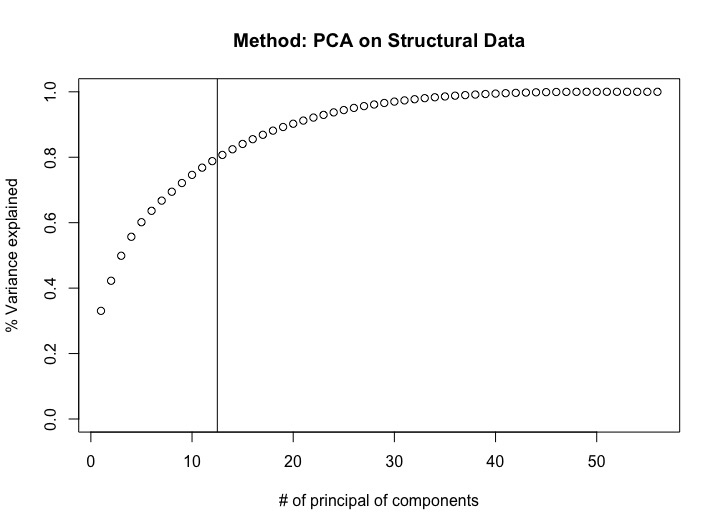 Method: PCA on Structural Data
% Variance explained
1.0
0.8
0.6
0.4
0.2
0.0
0 10 20 30 40 50
# of principal of components